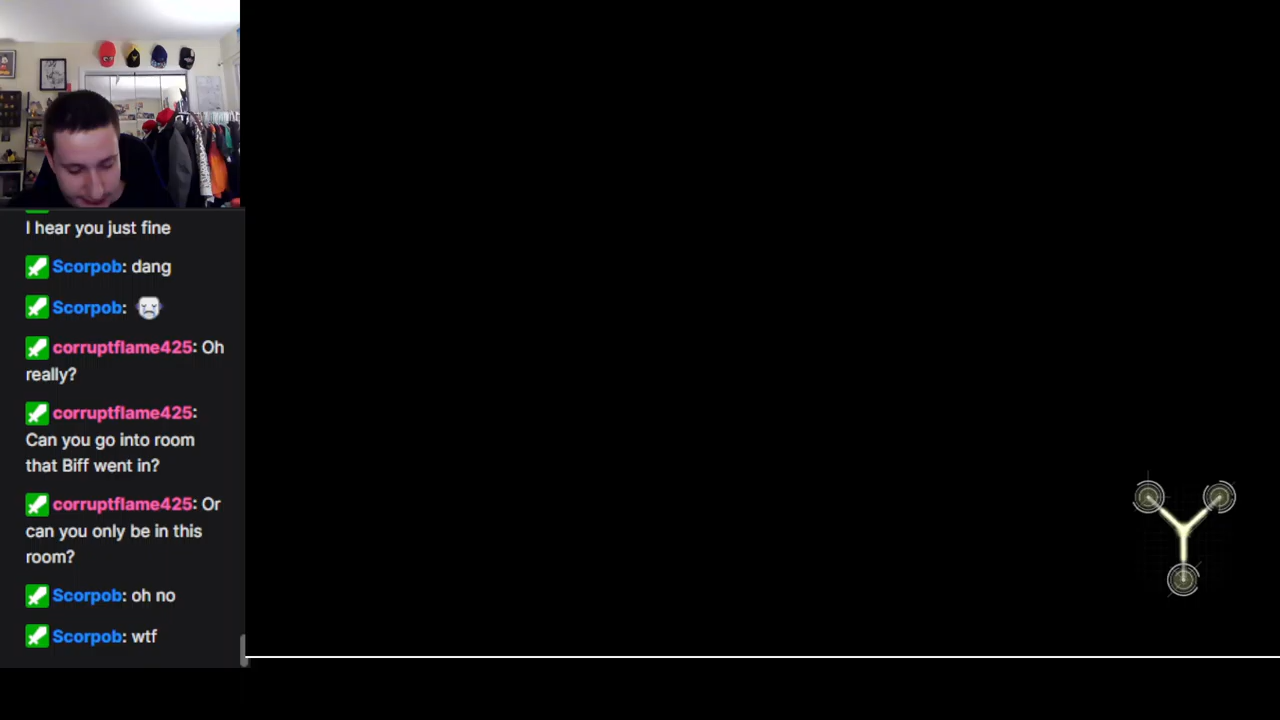 I hear you just fine
Scorpob: dang
Scorpob:
corruptflame425: Oh
really?
corruptflame425:
Can you go into room
that Biff went in?
corruptflame425: Or
can you only be in this
room?
Scorpob: oh no
Scorpob: wtf